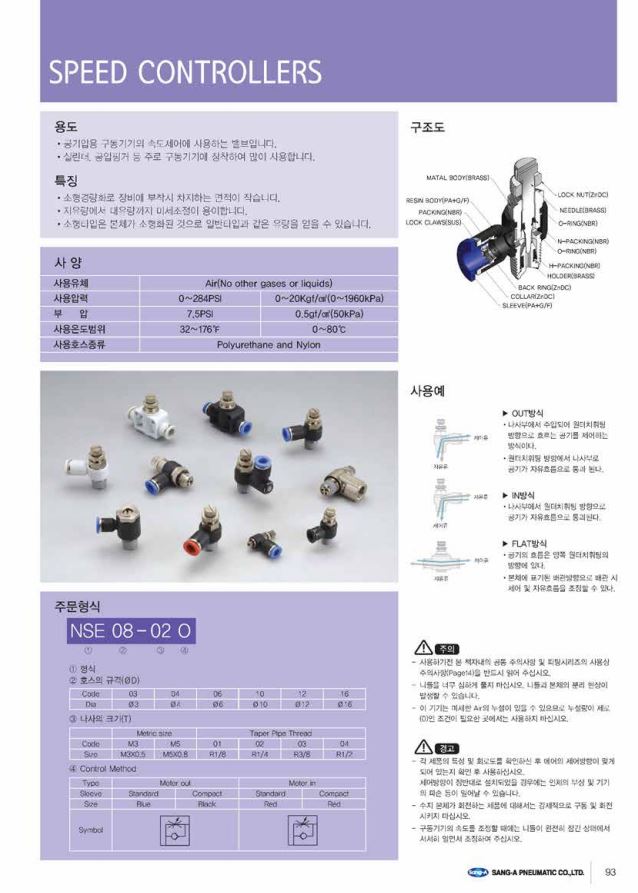 SPEED CONTROLLERS
용도
• 공기압용 구동기기의 속도제어에 사용하는 밸브입니다.
• 실린더, 공압핑거 등 주로 구동기기에 장착하여 많이 사용합니다.
특징
• 소형경량화로 장비에 부착시 차지하는 면적이 작습니다.
• 저유량에서 대유량까지 미세조정이 용이합니다.
• 소형타입은 본체가 소형화된 것으로 일반타입과 같은 유량을 얻을 수 있습니다.
사 양
사용유체 Air(No other gases or liquids)
사용압력 0~284PSI 0~20Kgf/㎠(0~1960kPa)
부 압 7.5PSI 0.5gf/㎠(50kPa)
사용온도범위 32~176℉ 0~80℃
사용호스종류 Polyurethane and Nylon
구조도
MATAL BODY(BRASS)
RESIN BODY(PA+G/F)
PACKING(NBR)
LOCK CLAWS(SUS)
LOCK NUT(ZnDC)
NEEDLE(BRASS)
O-RING(NBR)
N-PACKING(NBR)
O-RING(NBR)
H-PACKING(NBR)
HOLDER(BRASS)
BACK RING(ZnDC)
COLLAR(ZnDC)
SLEEVE(PA+G/F)
사용예
▶ OUT방식
• 나사부에서 주입되어 원터치휘팅
방향으로 흐르는 공기를 제어하는
방식이다.
• 원터치휘팅 방향에서 나사부로
공기가 자유흐름으로 통과 된다.
제어류
자유류
▶ IN방식
• 나사부에서 원터치휘팅 방향으로
공기가 자유흐름으로 통과된다.
자유류
제어류
▶ FLAT방식
• 공기의 흐름은 양쪽 원터치휘팅의
방향에 있다.
• 본체에 표기된 배관방향으로 배관 시
제어 및 자유흐름을 조정할 수 있다.
제어류
자유류
주문형식
NSE 08 - 02 O
① ② ③ ④
① 형식
② 호스의 규격(ØD)
Code 03 04 06 10 12 16
Dia Ø3 Ø4 Ø6 Ø10 Ø12 Ø16
③ 나사의 크기(T)
Metric size Taper Pipe Thread
Code M3 M5 01 02 03 04
Size M3X0.5 M5X0.8 R1/8 R1/4 R3/8 R1/2
④ Control Method
Type Meter out Meter in
Sleeve Standard Compact Standard Compact
Size Blue Black Red Red
Symbol
주의
- 사용하기전 본 책자내의 공통 주의사항 및 피팅시리즈의 사용상
주의사항(Page14)을 반드시 읽어 주십시오.
- 니들을 너무 심하게 풀지 마십시오. 니들과 본체의 분리 현상이
발생할 수 있습니다.
- 이 기기는 미세한 Air의 누설이 있을 수 있으므로 누설량이 제로
(0)인 조건이 필요한 곳에서는 사용하지 마십시오.
경고
- 각 제품의 특성 및 회로도를 확인하신 후 에어의 제어방향이 맞게
되어 있는지 확인 후 사용하십시오.
제어방향이 정반대로 설치되었을 경우에는 인체의 부상 및 기기
의 파손 등이 일어날 수 있습니다.
- 수지 본체가 회전하는 제품에 대해서는 강제적으로 구동 및 회전
시키지 마십시오.
- 구동기기의 속도를 조정할 때에는 니들이 완전히 잠긴 상태에서
서서히 열면서 조정하여 주십시오.
Sang-A SANG-A PNEUMATIC CO.,LTD. 93